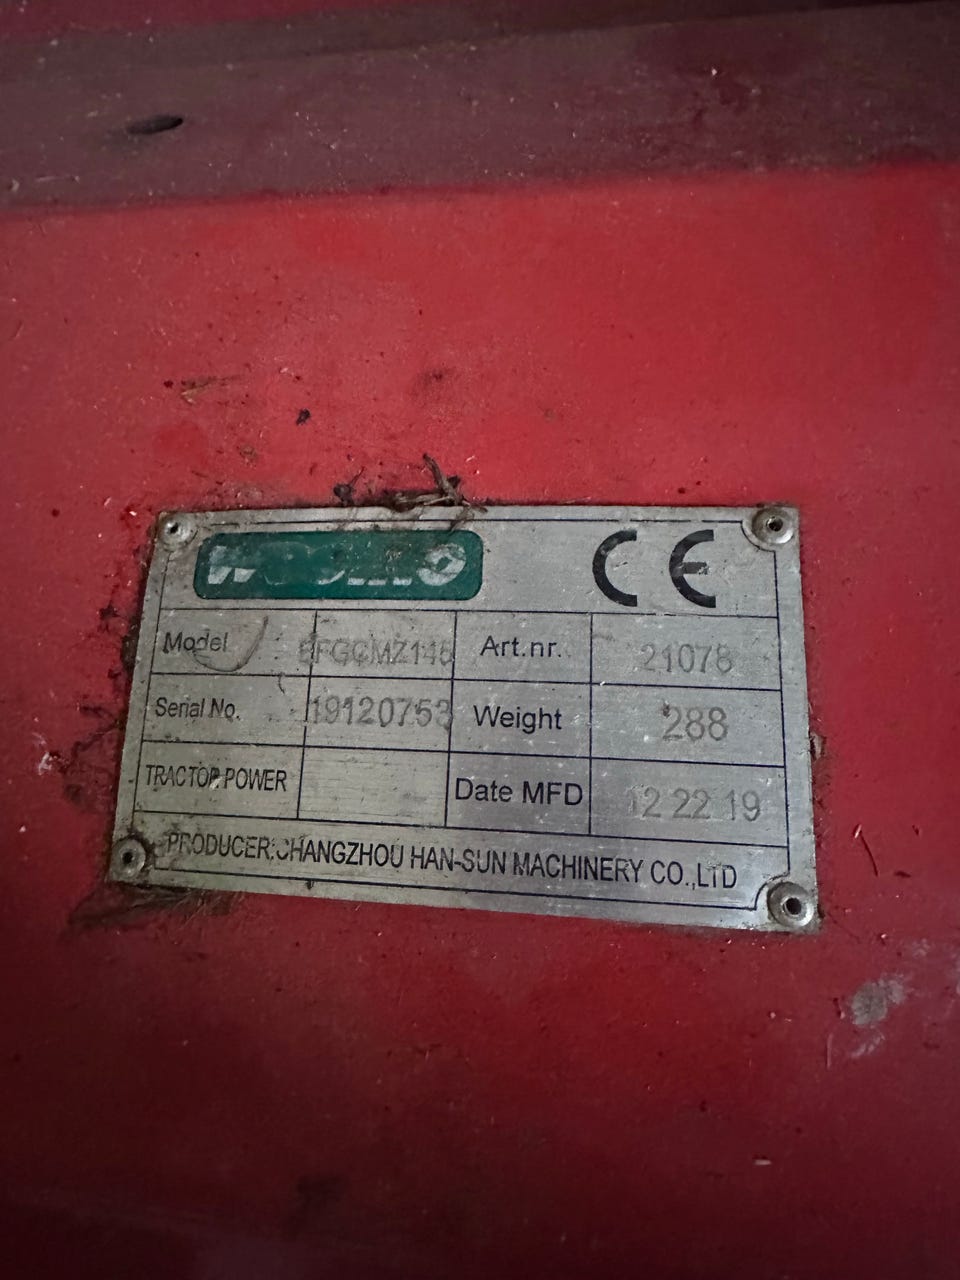 CE
Model EFGCMZ145 Art.nr. 21078
Serial No. 19120753 Weight 288
TRACTOR POWER Date MFD 12 22 19
PRODUCER:CHANGZHOU HAN-SUN MACHINERY CO.,LTD